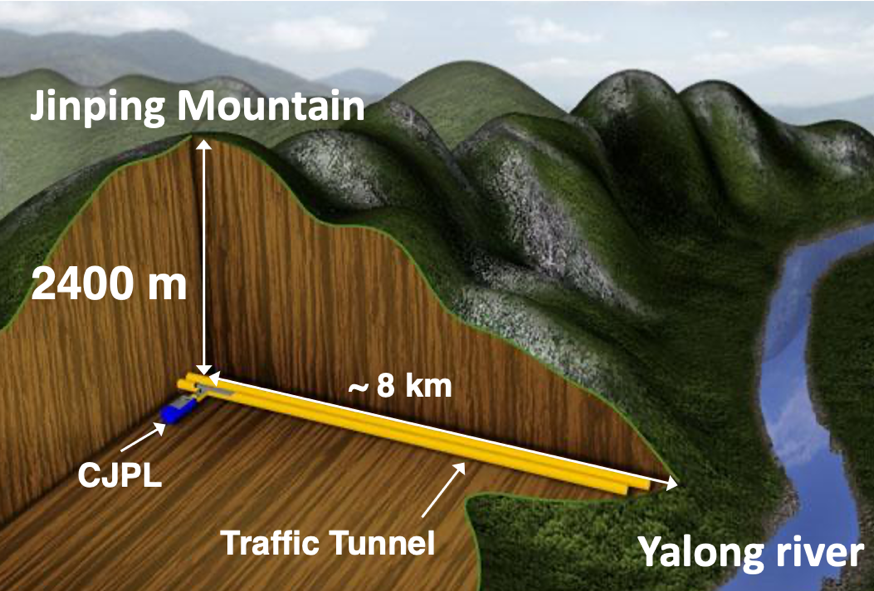 Jinping Mountain
2400 m
~ 8 km
CJPL
Traffic Tunnel
Yalong river